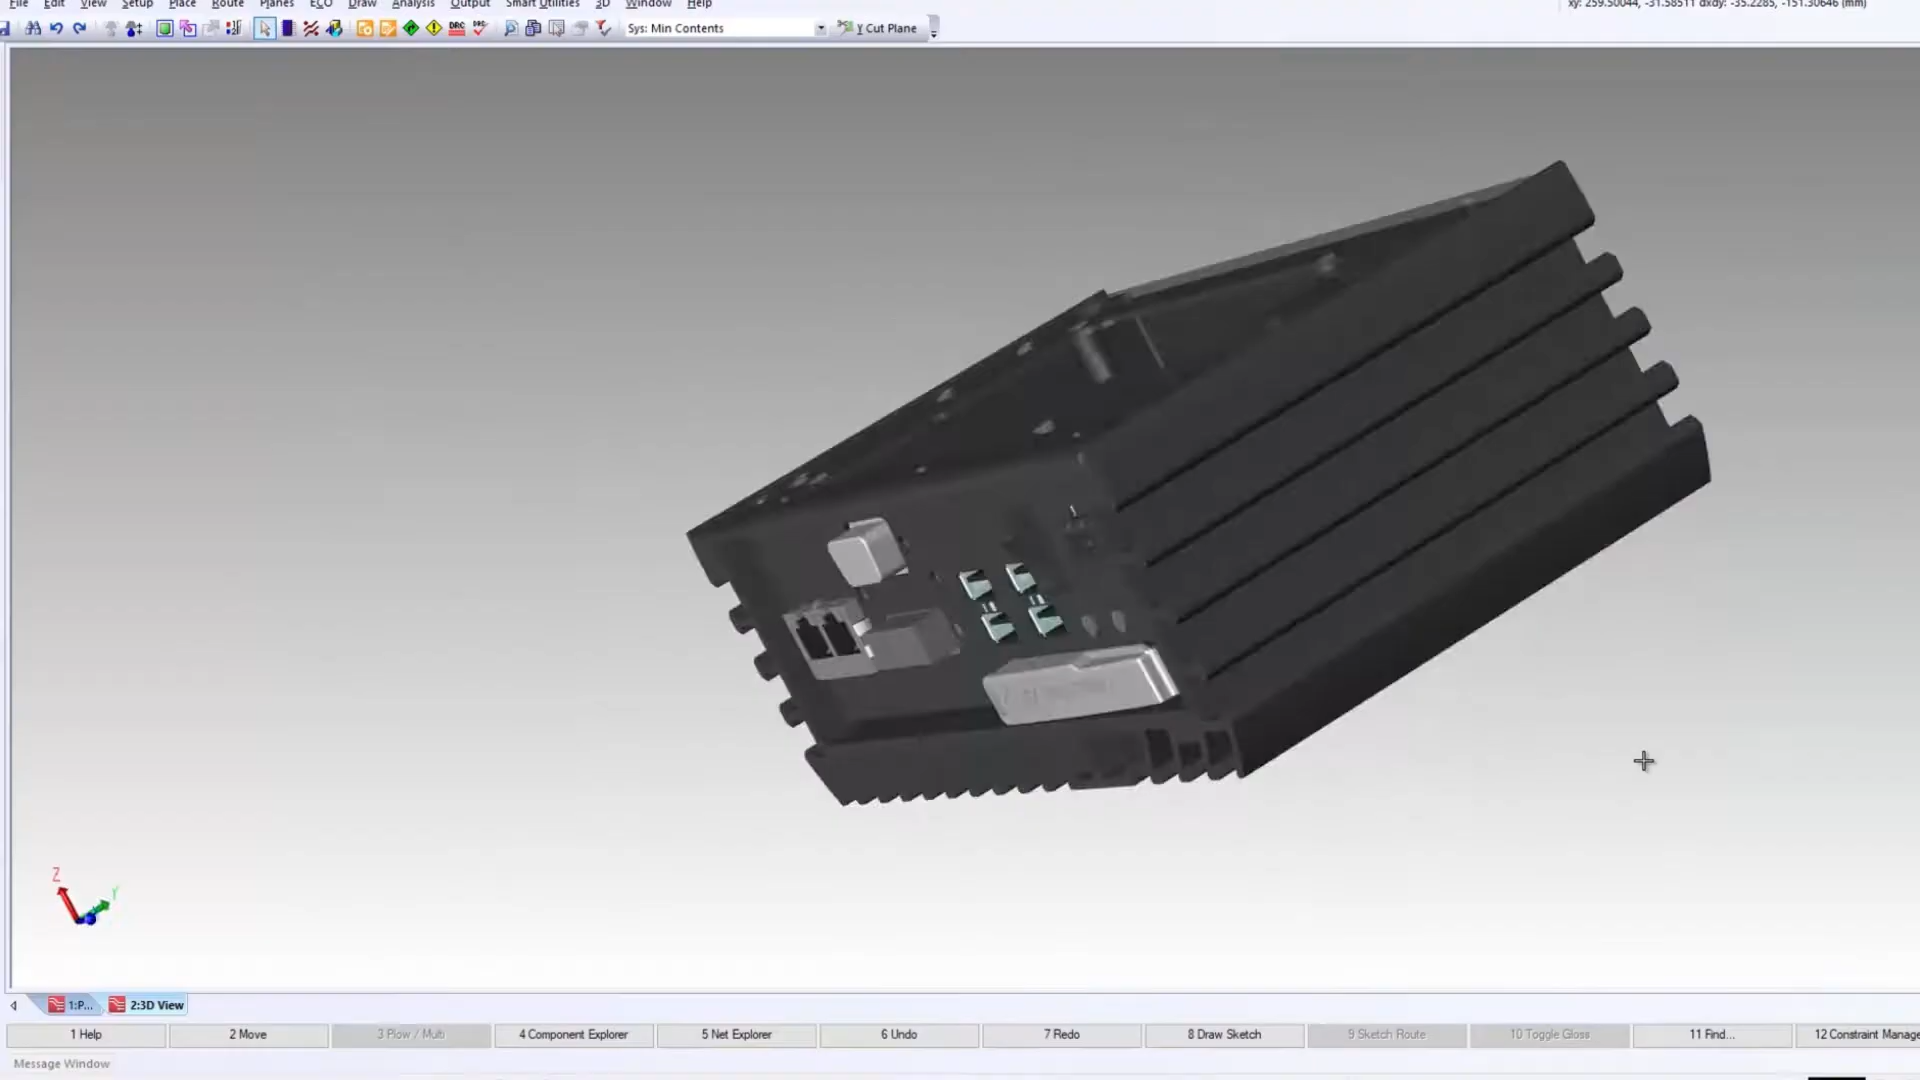 File Edit View Setup Place Route Planes ECO Draw Analysis Output Smart Utilities 3D Window Help
xy: 259.50044, -31.58511 dxdy: -35.2285, -151.30646 (mm)
DRC Sys: Min Contents Y Cut Plane
Z
Y
1:P... 2:3D View
1 Help 2 Move 3 Plow / Multi 4 Component Explorer 5 Net Explorer 6 Undo 7 Redo 8 Draw Sketch 9 Sketch Route 10 Toggle Gloss 11 Find... 12 Constraint Manage
Message Window